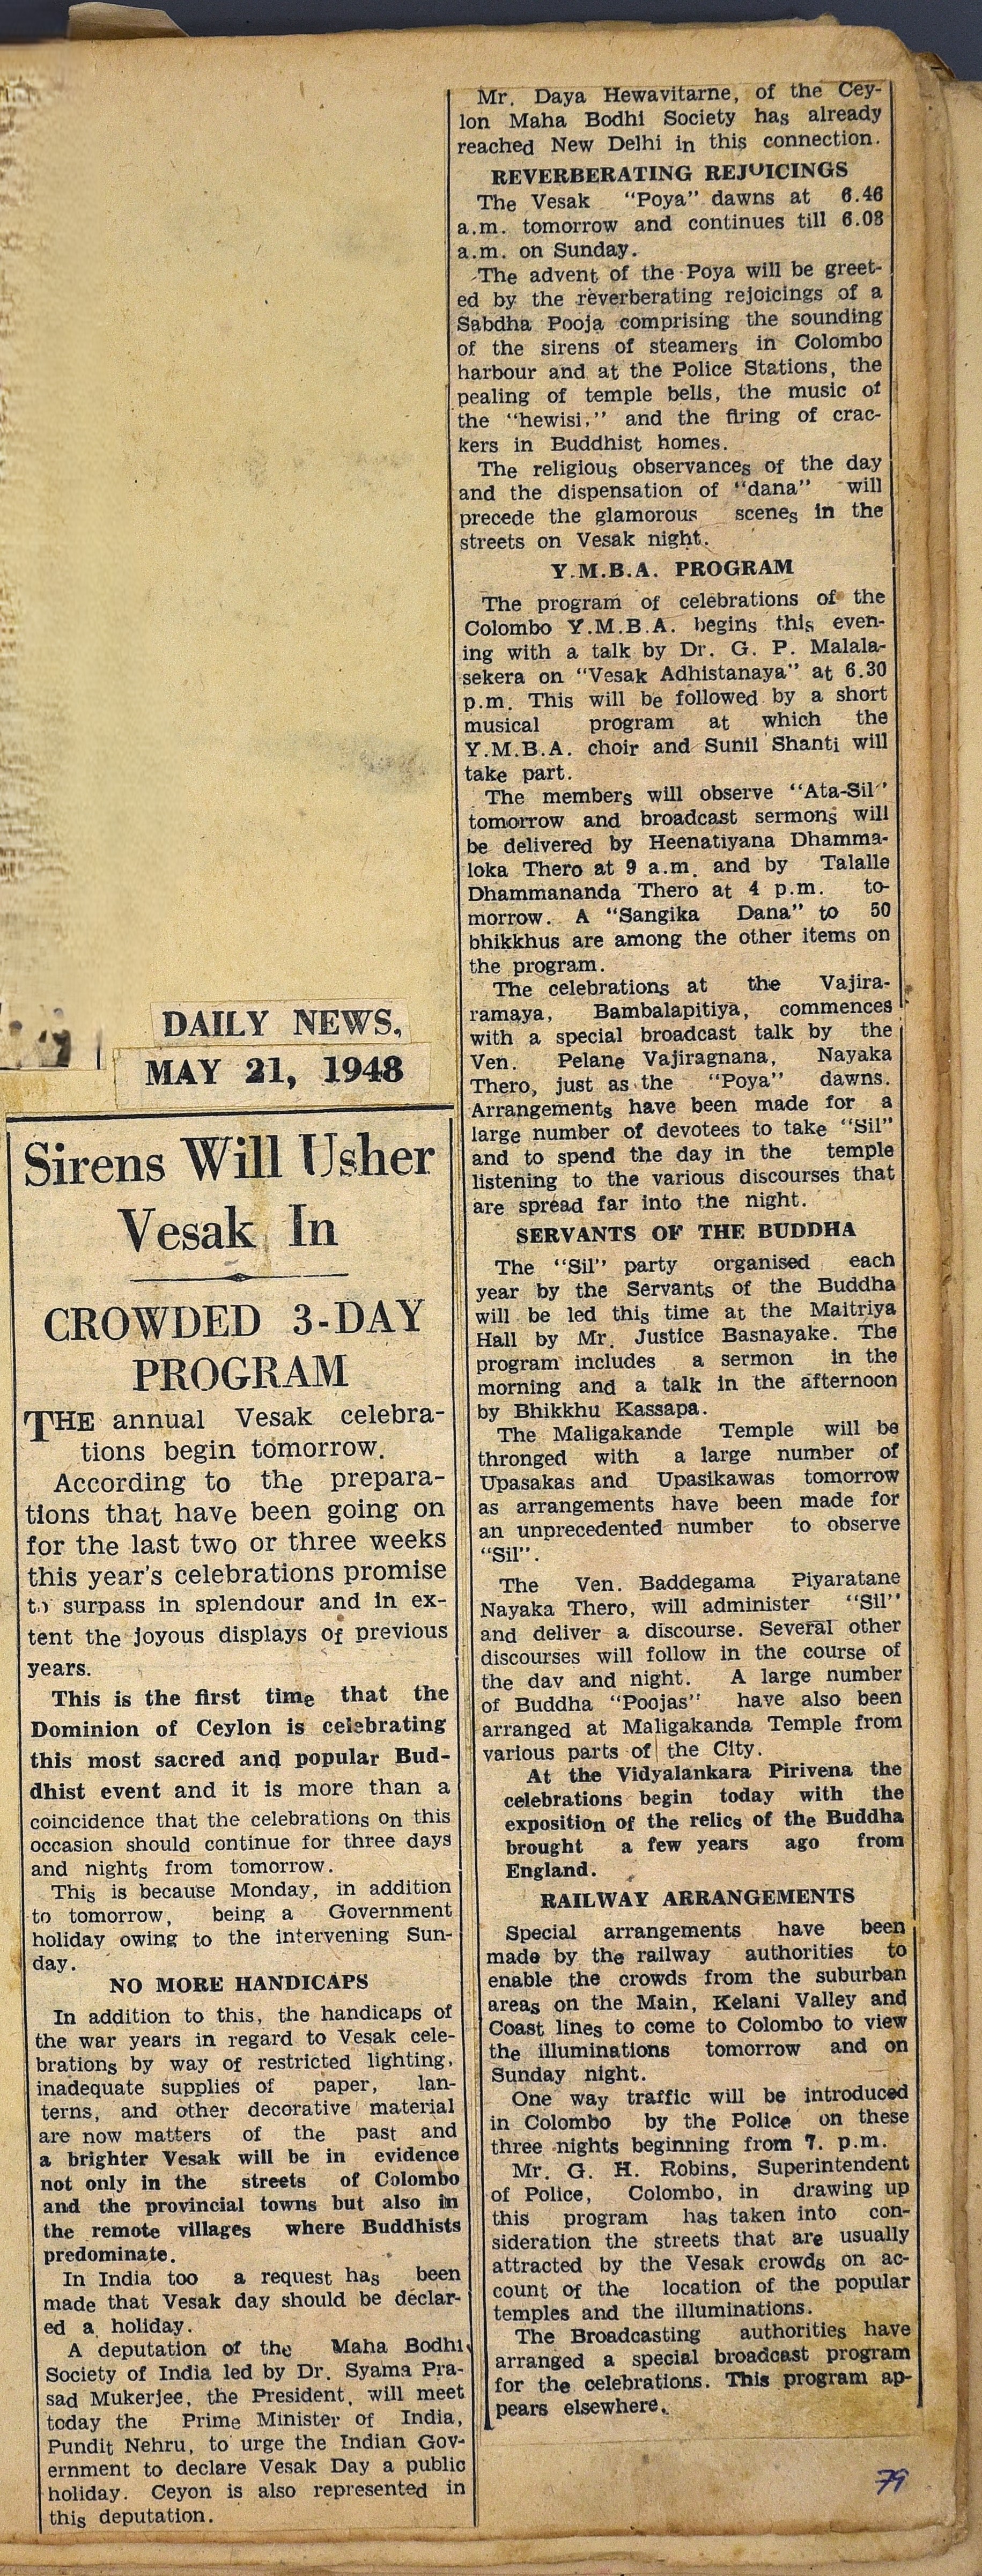 DAILY NEWS,
MAY 21, 1948
Sirens Will Usher
Vesak In
CROWDED 3-DAY
PROGRAM
THE annual Vesak celebra-
tions begin tomorrow.
According to the prepara-
tions that have been going on
for the last two or three weeks
this year's celebrations promise
to surpass in splendour and in ex-
tent the joyous displays of previous
years.
This is the first time that the
Dominion of Ceylon is celebrating
this most sacred and popular Bud-
dhist event and it is more than a
coincidence that the celebrations on this
occasion should continue for three days
and nights from tomorrow.
This is because Monday, in addition
to tomorrow, being a Government
holiday owing to the intervening Sun-
day.
NO MORE HANDICAPS
In addition to this, the handicaps of
the war years in regard to Vesak cele-
brations by way of restricted lighting,
inadequate supplies of paper, lan-
terns, and other decorative material
are now matters of the past and
a brighter Vesak will be in evidence
not only in the streets of Colombo
and the provincial towns but also in
the remote villages where Buddhists
predominate.
In India too a request has been
made that Vesak day should be declar-
ed a holiday.
A deputation of the Maha Bodhi
Society of India led by Dr. Syama Pra-
sad Mukerjee, the President, will meet
today the Prime Minister of India,
Pundit Nehru, to urge the Indian Gov-
ernment to declare Vesak Day a public
holiday. Ceyon is also represented in
this deputation.
Mr. Daya Hewavitarne, of the Cey-
lon Maha Bodhi Society has already
reached New Delhi in this connection.
REVERBERATING REJOICINGS
The Vesak "Poya" dawns at 6.46
a.m. tomorrow and continues till 6.08
a.m. on Sunday.
The advent of the Poya will be greet-
ed by the reverberating rejoicings of a
Sabdha Pooja comprising the sounding
of the sirens of steamers in Colombo
harbour and at the Police Stations, the
pealing of temple bells, the music of
the "hewisi," and the firing of crac-
kers in Buddhist homes.
The religious observances of the day
and the dispensation of "dana" will
precede the glamorous scenes in the
streets on Vesak night.
Y.M.B.A. PROGRAM
The program of celebrations of the
Colombo Y.M.B.A. begins this even-
ing with a talk by Dr. G. P. Malala-
sekera on "Vesak Adhistanaya" at 6.30
p.m. This will be followed by a short
musical program at which the
Y.M.B.A. choir and Sunil Shanti will
take part.
The members will observe "Ata-Sil"
tomorrow and broadcast sermons will
be delivered by Heenatiyana Dhamma-
loka Thero at 9 a.m. and by Talalle
Dhammananda Thero at 4 p.m. to-
morrow. A "Sangika Dana" to 50
bhikkhus are among the other items on
the program.
The celebrations at the Vajira-
ramaya, Bambalapitiya, commences
with a special broadcast talk by the
Ven. Pelane Vajiragnana, Nayaka
Thero, just as the "Poya" dawns.
Arrangements have been made for a
large number of devotees to take "Sil"
and to spend the day in the temple
listening to the various discourses that
are spread far into the night.
SERVANTS OF THE BUDDHA
The "Sil" party organised each
year by the Servants of the Buddha
will be led this time at the Maitriya
Hall by Mr. Justice Basnayake. The
program includes a sermon in the
morning and a talk in the afternoon
by Bhikkhu Kassapa.
The Maligakande Temple will be
thronged with a large number of
Upasakas and Upasikawas tomorrow
as arrangements have been made for
an unprecedented number to observe
"Sil".
The Ven. Baddegama Piyaratane
Nayaka Thero, will administer "Sil"
and deliver a discourse. Several other
discourses will follow in the course of
the day and night. A large number
of Buddha "Poojas" have also been
arranged at Maligakanda Temple from
various parts of the City.
At the Vidyalankara Pirivena the
celebrations begin today with the
exposition of the relics of the Buddha
brought a few years ago from
England.
RAILWAY ARRANGEMENTS
Special arrangements have been
made by the railway authorities to
enable the crowds from the suburban
areas on the Main, Kelani Valley and
Coast lines to come to Colombo to view
the illuminations tomorrow and on
Sunday night.
One way traffic will be introduced
in Colombo by the Police on these
three nights beginning from 7. p.m.
Mr. G. H. Robins, Superintendent
of Police, Colombo, in drawing up
this program has taken into con-
sideration the streets that are usually
attracted by the Vesak crowds on ac-
count of the location of the popular
temples and the illuminations.
The Broadcasting authorities have
arranged a special broadcast program
for the celebrations. This program ap-
pears elsewhere.
79